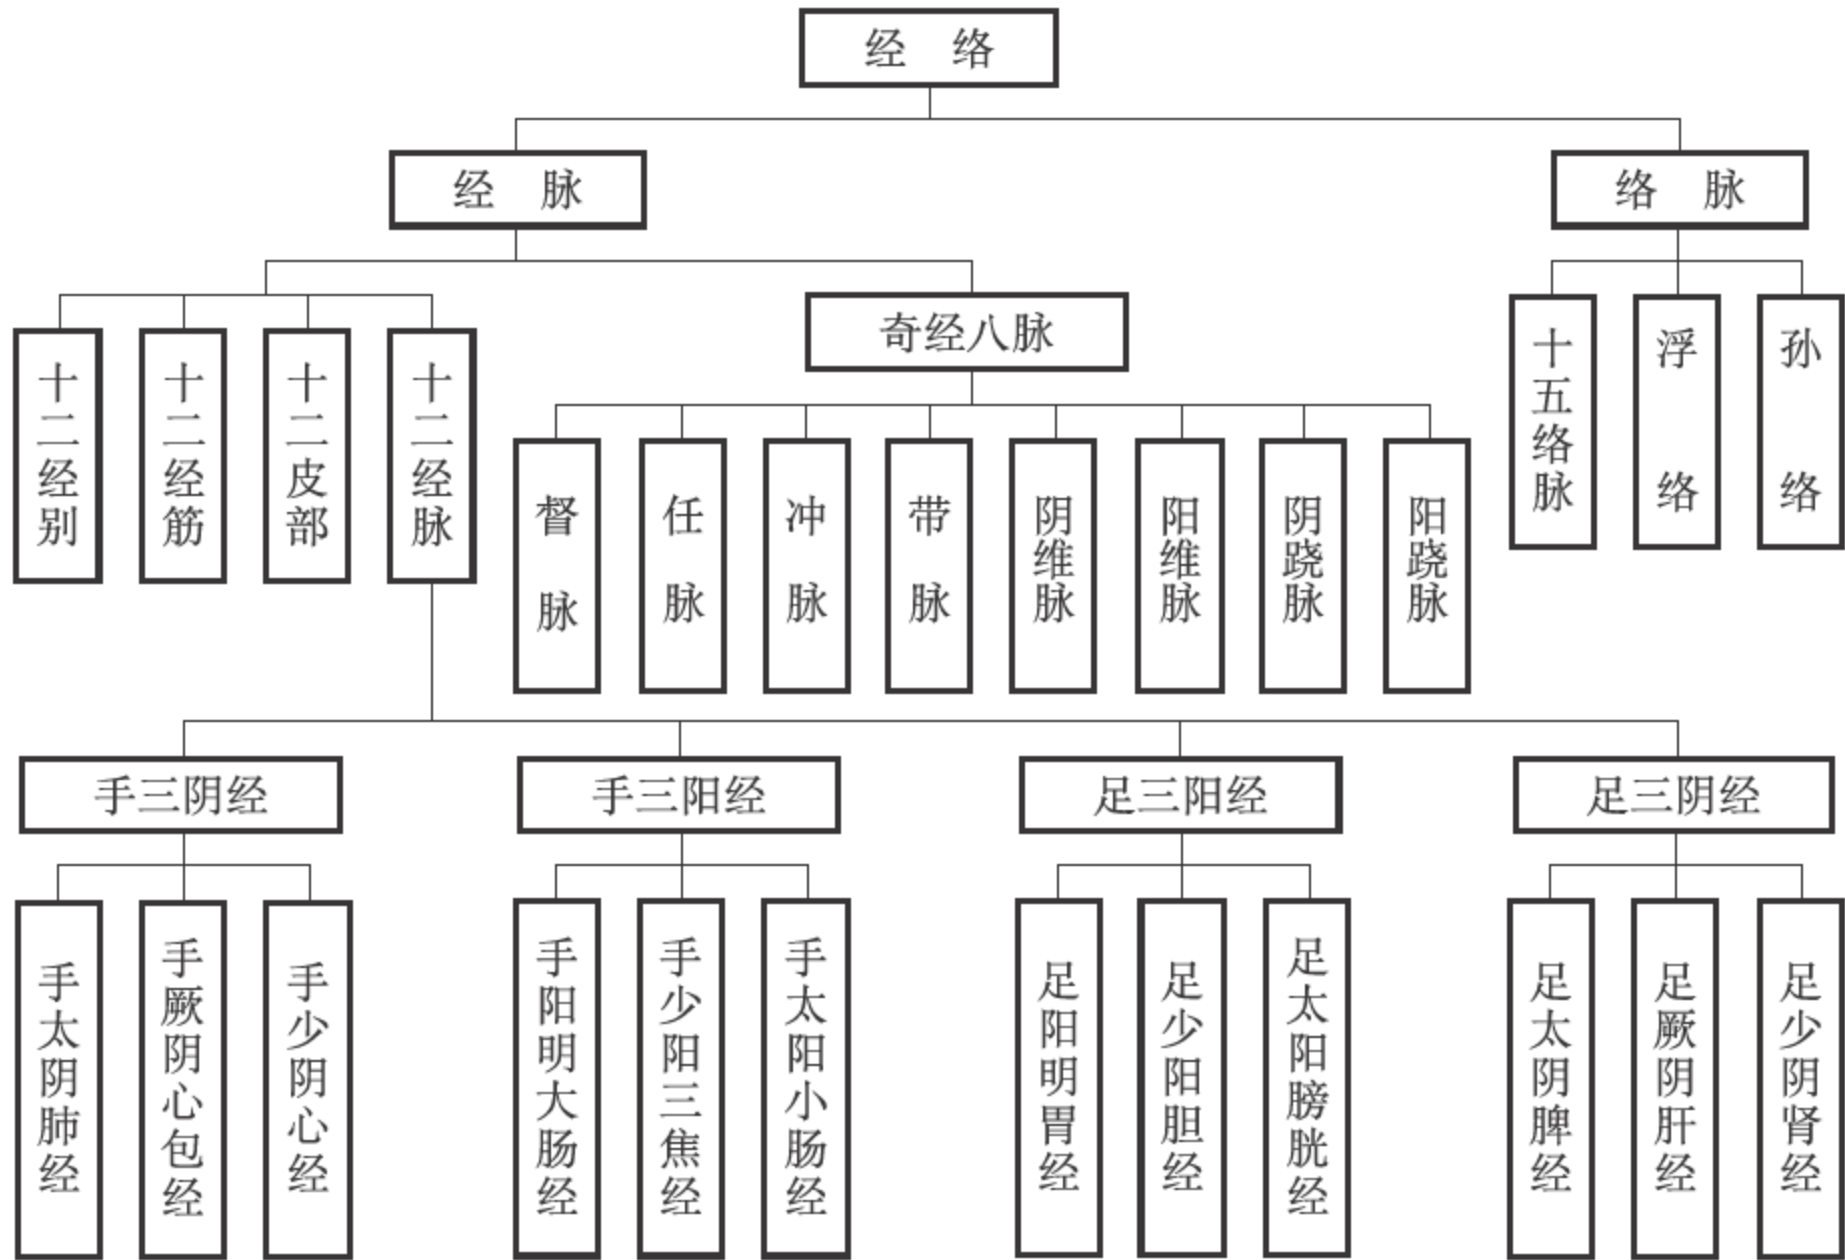 经 络
经 脉
络 脉
十二经别
十二经筋
十二皮部
十二经脉
奇经八脉
督脉
任脉
冲脉
带脉
阴维脉
阳维脉
阴跷脉
阳跷脉
十五络脉
浮络
孙络
手三阴经
手三阳经
足三阳经
足三阴经
手太阴肺经
手厥阴心包经
手少阴心经
手阳明大肠经
手少阳三焦经
手太阳小肠经
足阳明胃经
足少阳胆经
足太阳膀胱经
足太阴脾经
足厥阴肝经
足少阴肾经